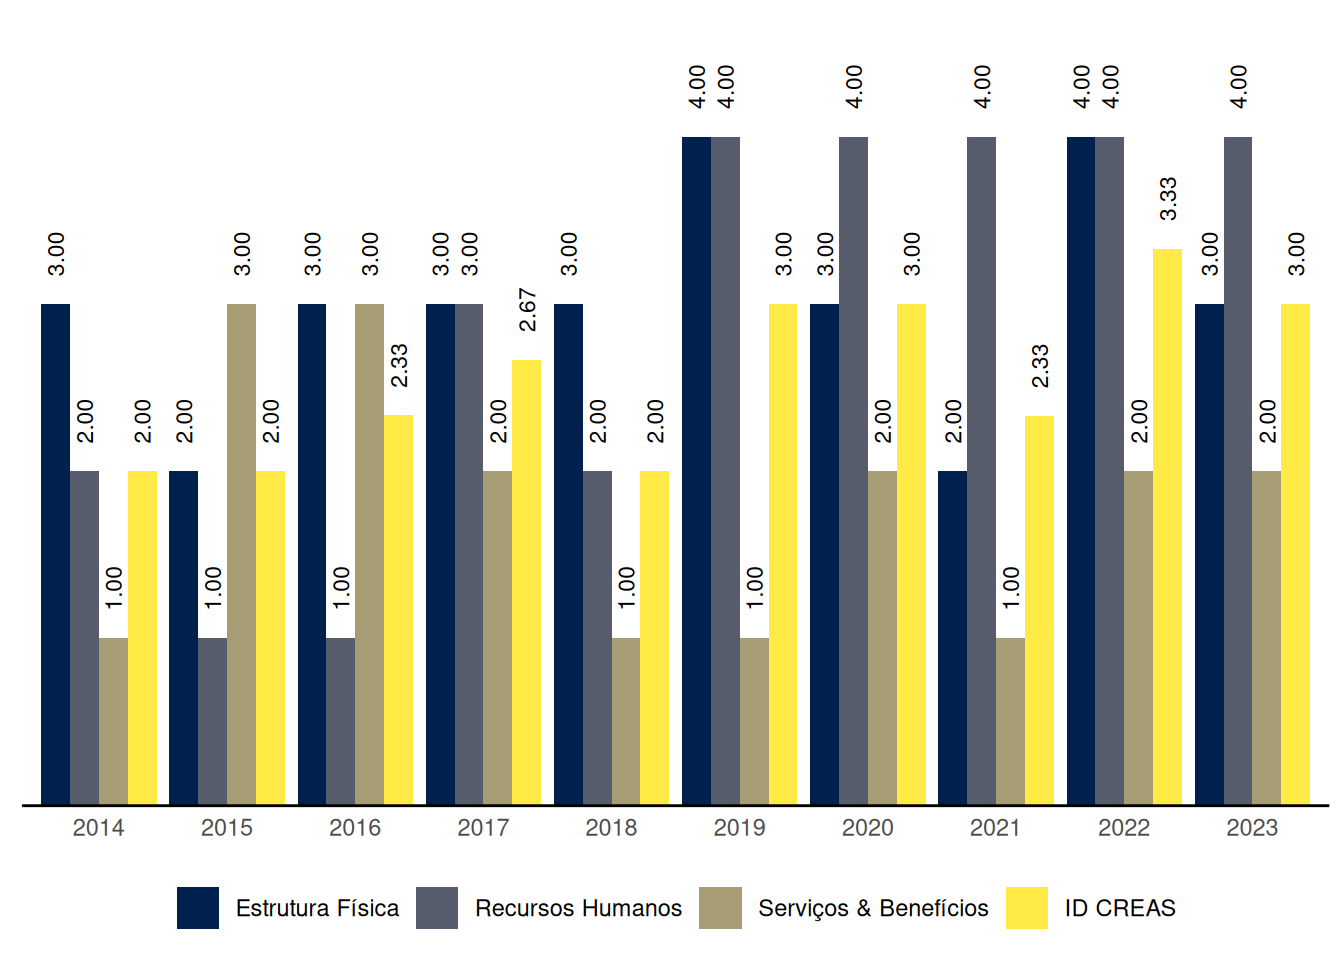 3.00 2.00 1.00 2.00
2.00 1.00 3.00 2.00
3.00 1.00 3.00 2.33
3.00 3.00 2.00 2.67
3.00 2.00 1.00 2.00
4.00 4.00 1.00 3.00
3.00 4.00 2.00 3.00
2.00 4.00 1.00 2.33
4.00 4.00 2.00 3.33
3.00 4.00 2.00 3.00
2014 2015 2016 2017 2018 2019 2020 2021 2022 2023
Estrutura Física Recursos Humanos Serviços & Benefícios ID CREAS